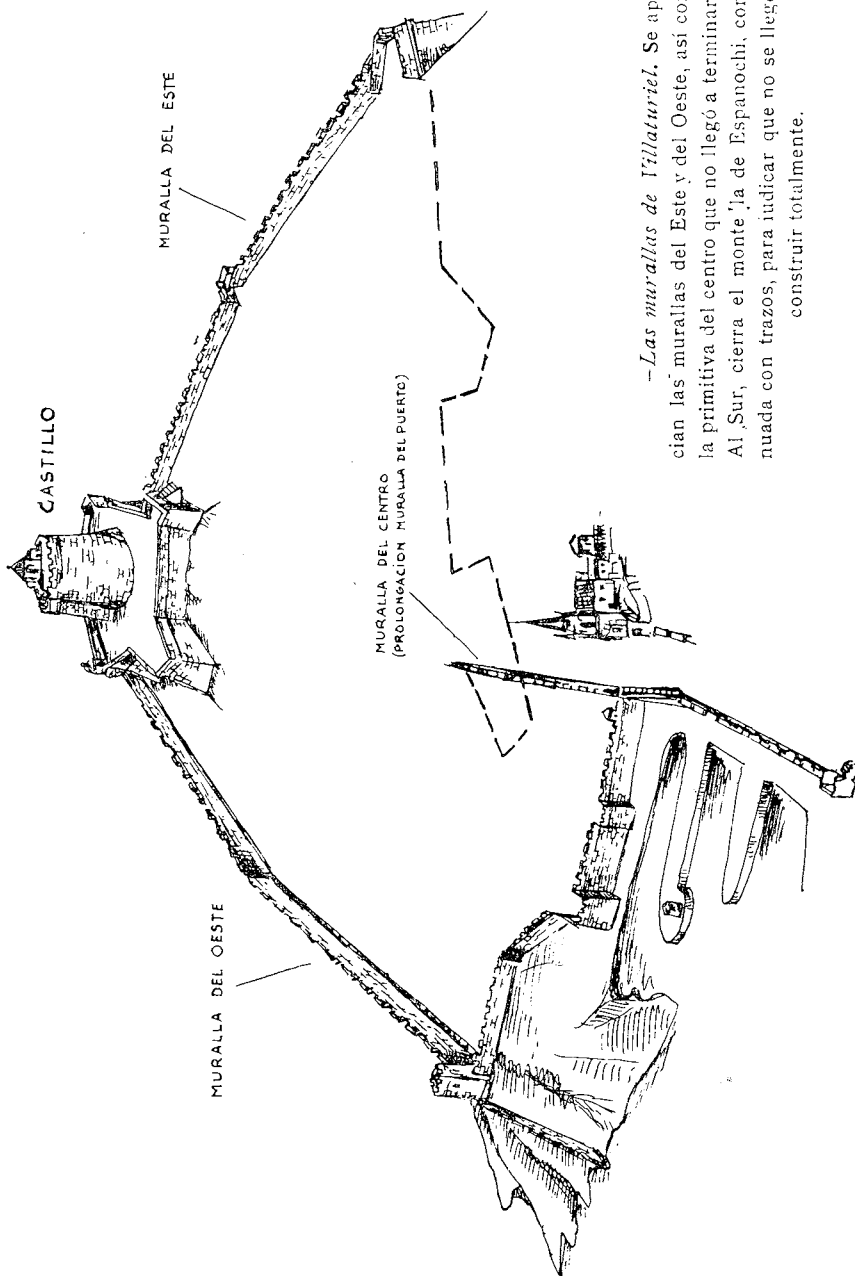 CASTILLO
MURALLA DEL ESTE
MURALLA DEL OESTE
MURALLA DEL CENTRO
(PROLONGACION MURALLA DEL PUERTO)
-Las murallas de Villaturiel. Se ap
cian las murallas del Este y del Oeste, así co
la primitiva del centro que no llegó a terminar
Al Sur, cierra el monte la de Espanochi, con
nuada con trazos, para iudicar que no se lleg
construir totalmente.